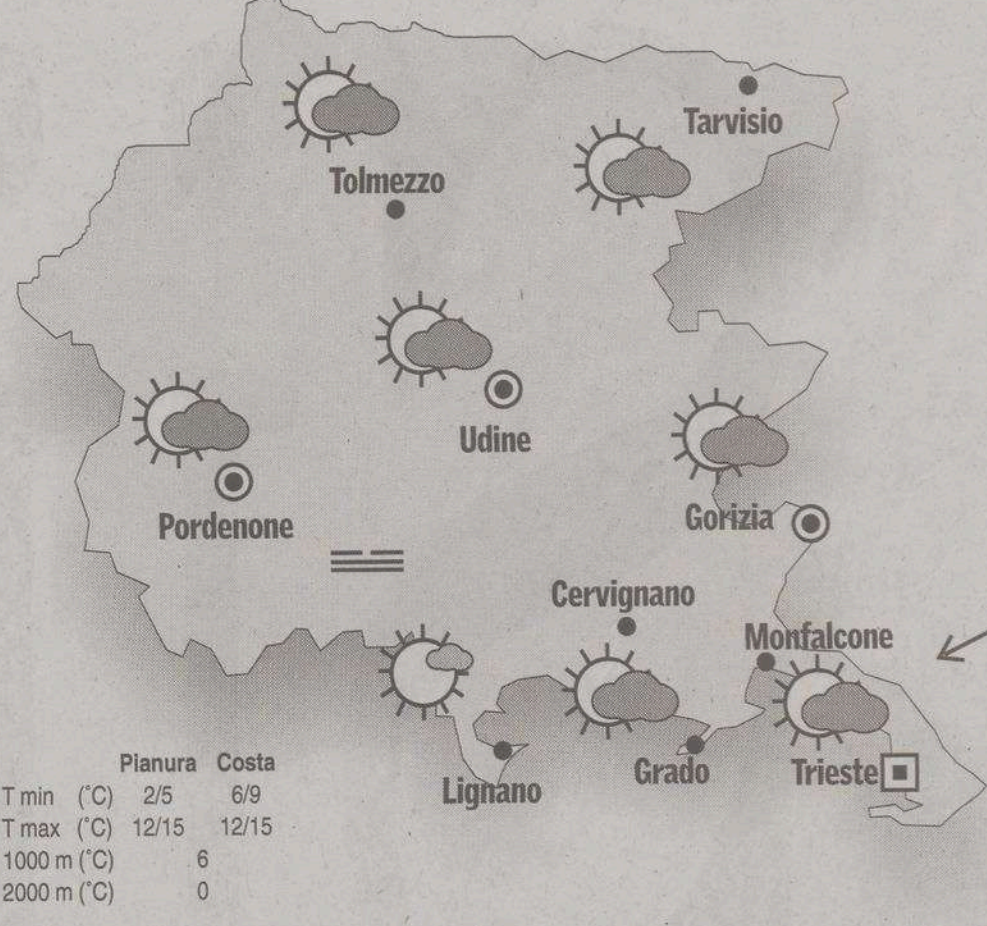 Tarvisio
Tolmezzo
Udine
Gorizia
Pordenone
Cervignano
Monfalcone
Pianura Costa
Lignano
Grado
Trieste
T min (°C) 2/5 6/9
T max (°C) 12/15 12/15
1000 m (°C) 6
2000 m (°C) 0